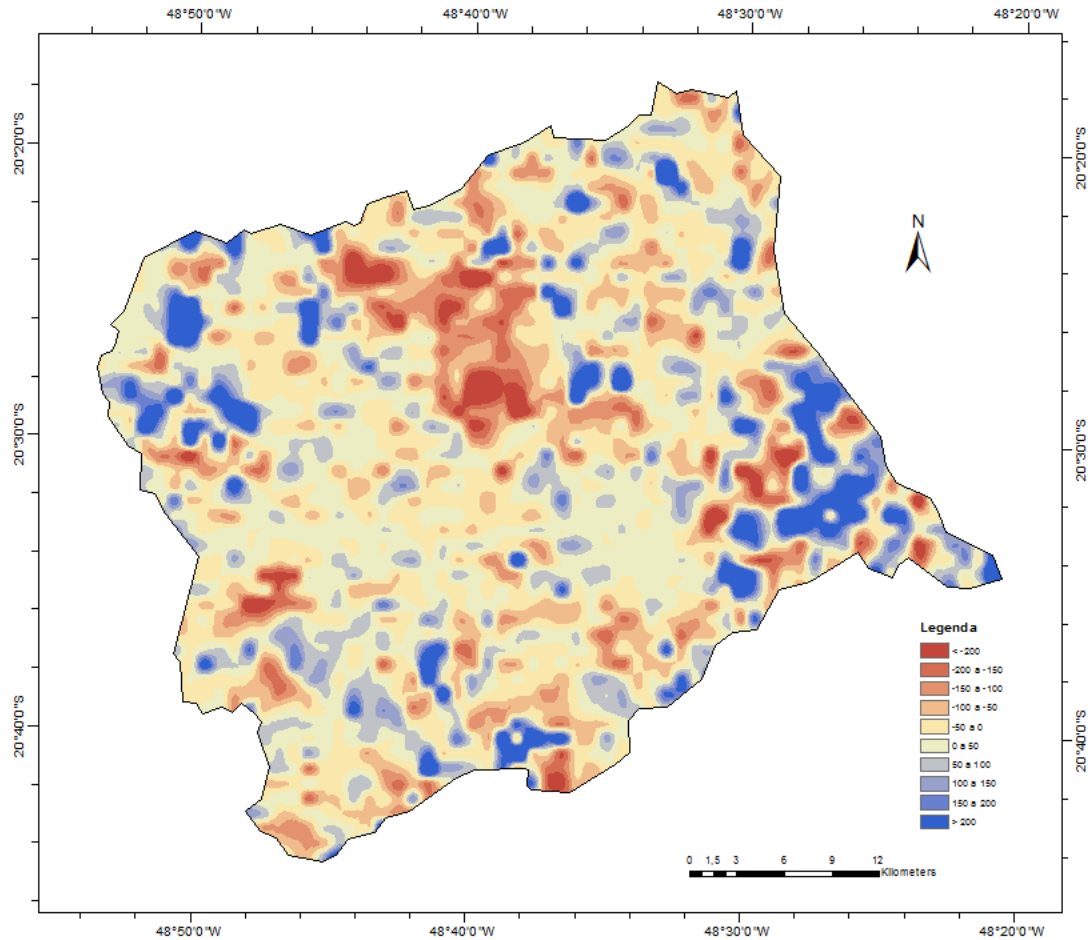 48°50'0"W 48°40'0"W 48°30'0"W 48°20'0"W
20°20'0"S 20°20'0"S
N
20°30'0"S 20°30'0"S
Legenda
< -200
-200 a -150
-150 a -100
-100 a -50
-50 a 0
0 a 50
50 a 100
100 a 150
150 a 200
> 200
20°40'0"S 20°40'0"S
0 1,5 3 6 9 12
Kilometers
48°50'0"W 48°40'0"W 48°30'0"W 48°20'0"W